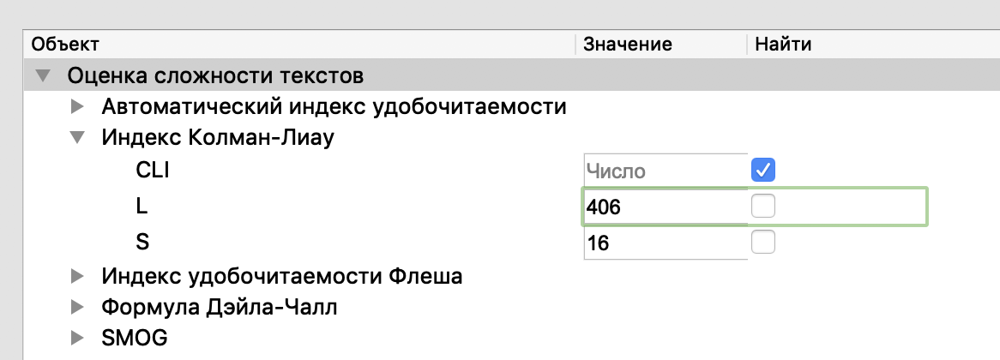 Объект Значение Найти
Оценка сложности текстов
Автоматический индекс удобочитаемости
Индекс Колман-Лиау
CLI Число
L 406
S 16
Индекс удобочитаемости Флеша
Формула Дэйла-Чалл
SMOG